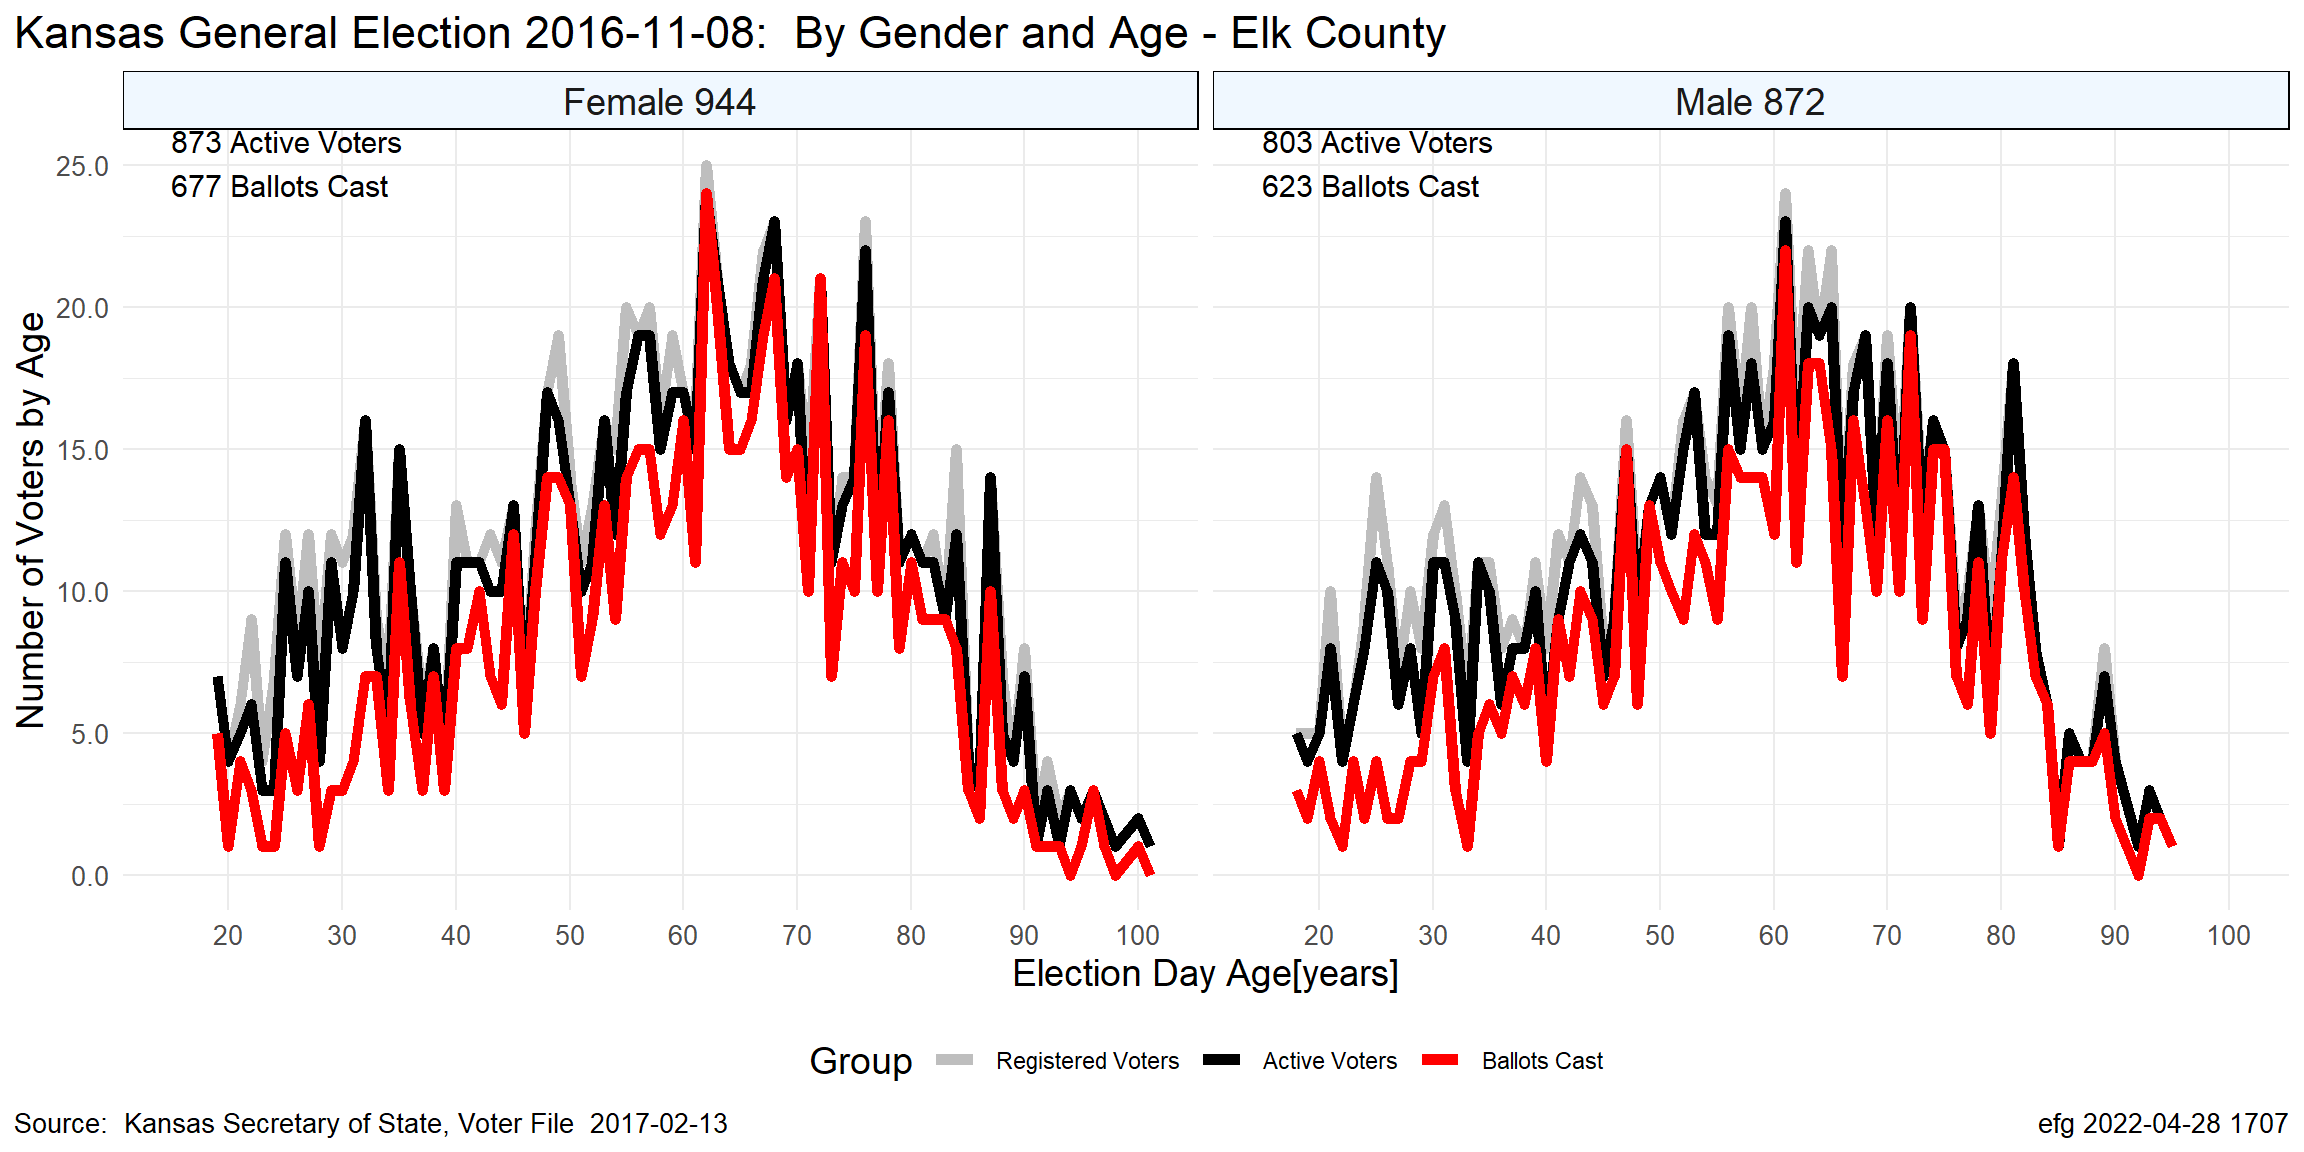 Kansas General Election 2016-11-08:  By Gender and Age - Elk County
Female 944
Male 872
873 Active Voters
677 Ballots Cast
803 Active Voters
623 Ballots Cast
Number of Voters by Age
25.0
20.0
15.0
10.0
5.0
0.0
20 30 40 50 60 70 80 90 100
20 30 40 50 60 70 80 90 100
Election Day Age[years]
Group Registered Voters Active Voters Ballots Cast
Source:  Kansas Secretary of State, Voter File  2017-02-13
efg 2022-04-28 1707